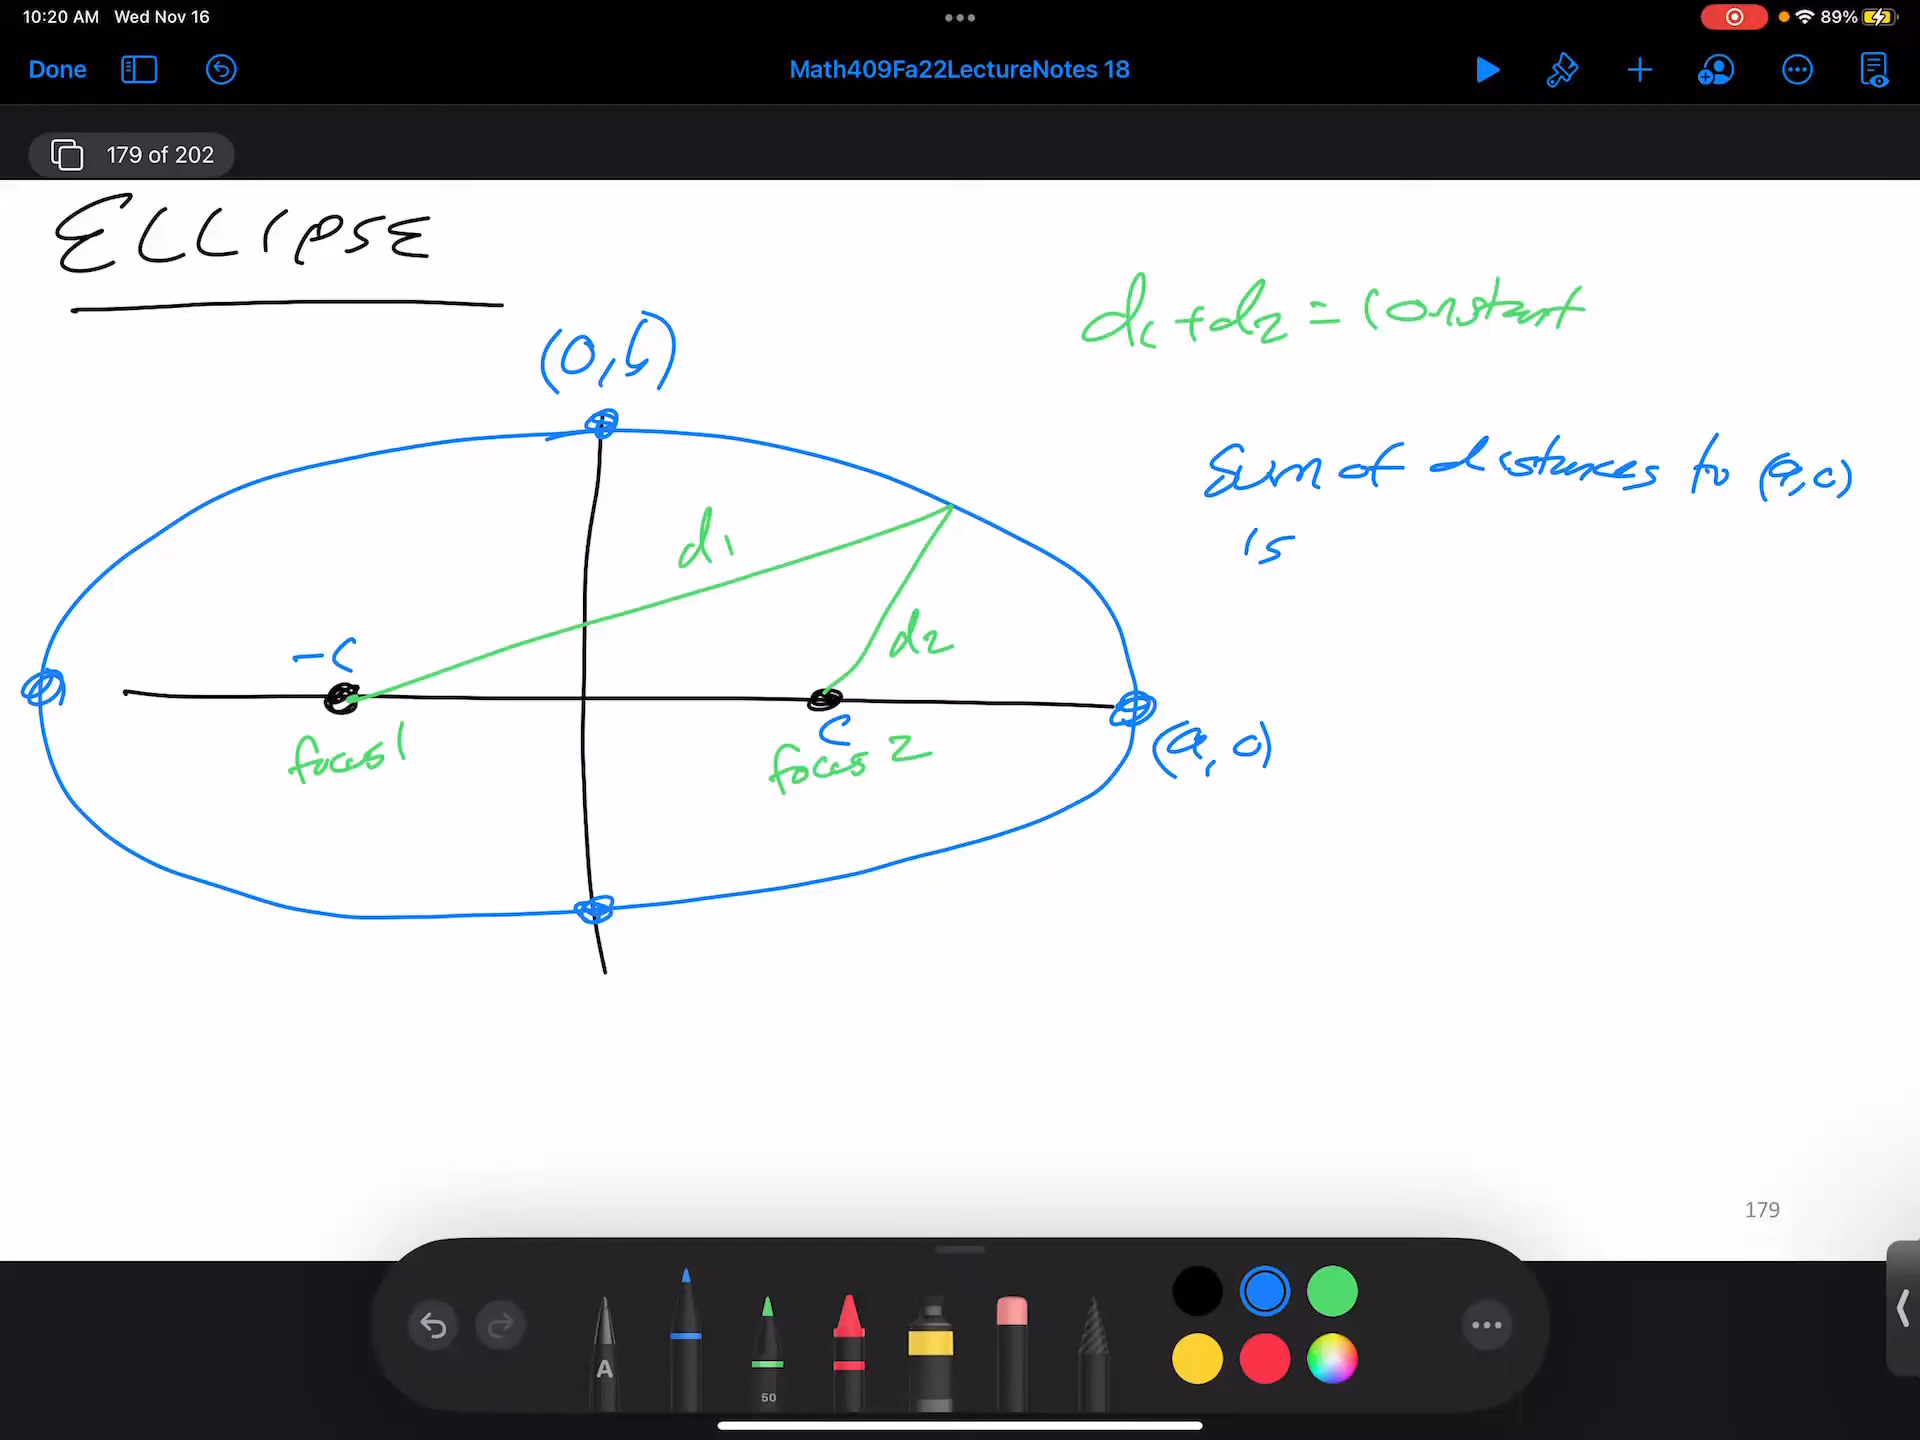 10:20 AM Wed Nov 16
89%
Done
Math409Fa22LectureNotes 18
179 of 202
ELLIPSE
d1 + d2 = constant
(0,b)
Sum of distances to (a,0)
is
d1
d2
-c
c
focus 1
focus 2
(a,0)
179
A
50